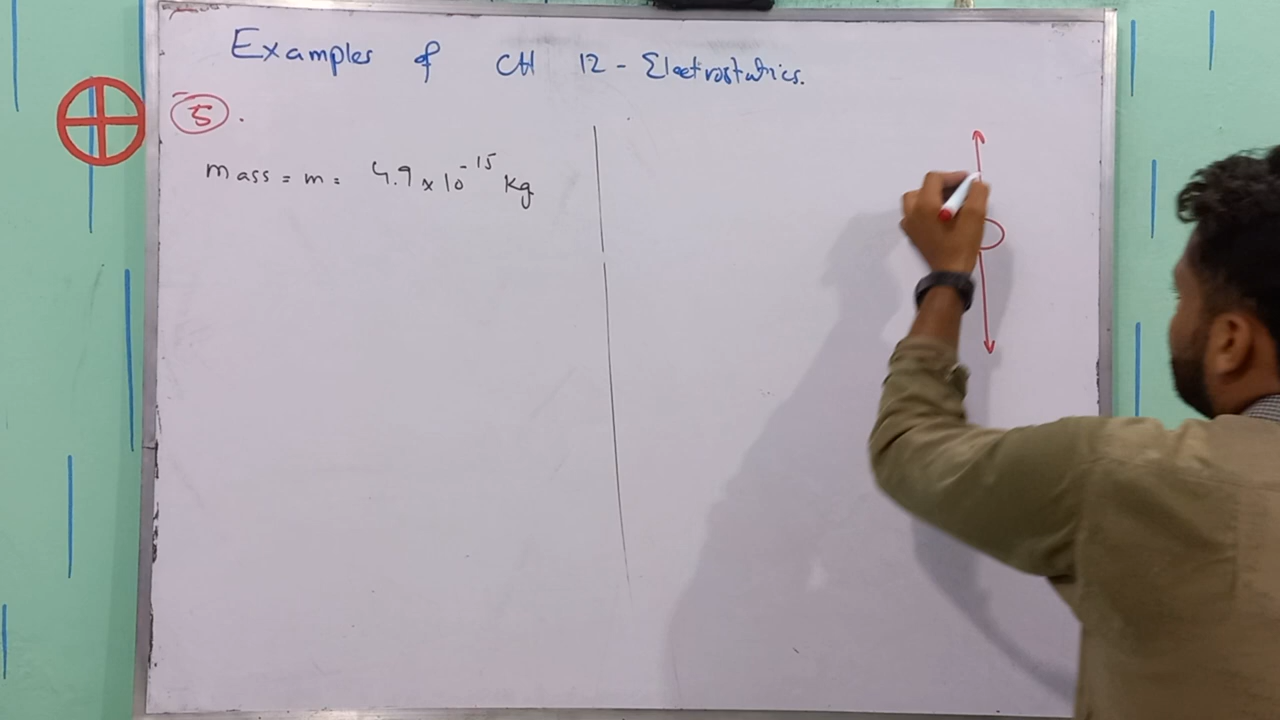 Examples of CH 12 - Electrostatics.
5.
mass = m = 4.9 x 10⁻¹⁵ Kg